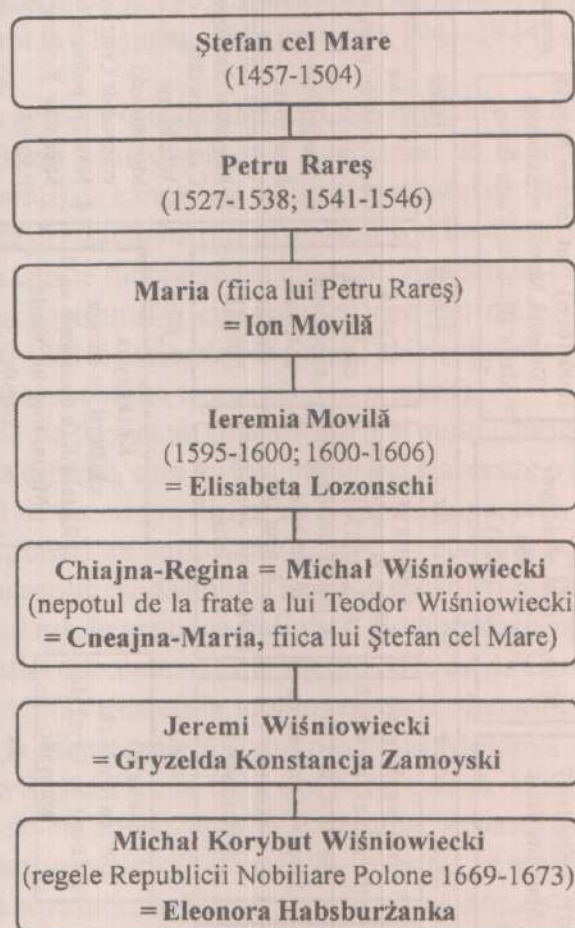 Ştefan cel Mare
(1457-1504)
Petru Rareş
(1527-1538; 1541-1546)
Maria (fiica lui Petru Rareş)
= Ion Movilă
Ieremia Movilă
(1595-1600; 1600-1606)
= Elisabeta Lozonschi
Chiajna-Regina = Michał Wiśniowiecki
(nepotul de la frate a lui Teodor Wiśniowiecki
= Cneajna-Maria, fiica lui Ştefan cel Mare)
Jeremi Wiśniowiecki
= Gryzelda Konstancja Zamoyski
Michał Korybut Wiśniowiecki
(regele Republicii Nobiliare Polone 1669-1673)
= Eleonora Habsburżanka